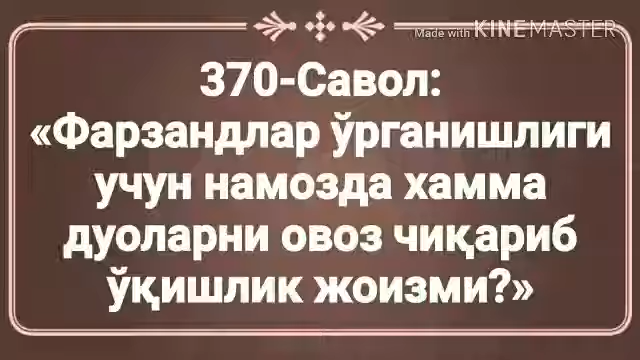 Made with KINEMASTER
370-Савол:
«Фарзандлар ўрганишлиги
учун намозда хамма
дуоларни овоз чиқариб
ўқишлик жоизми?»